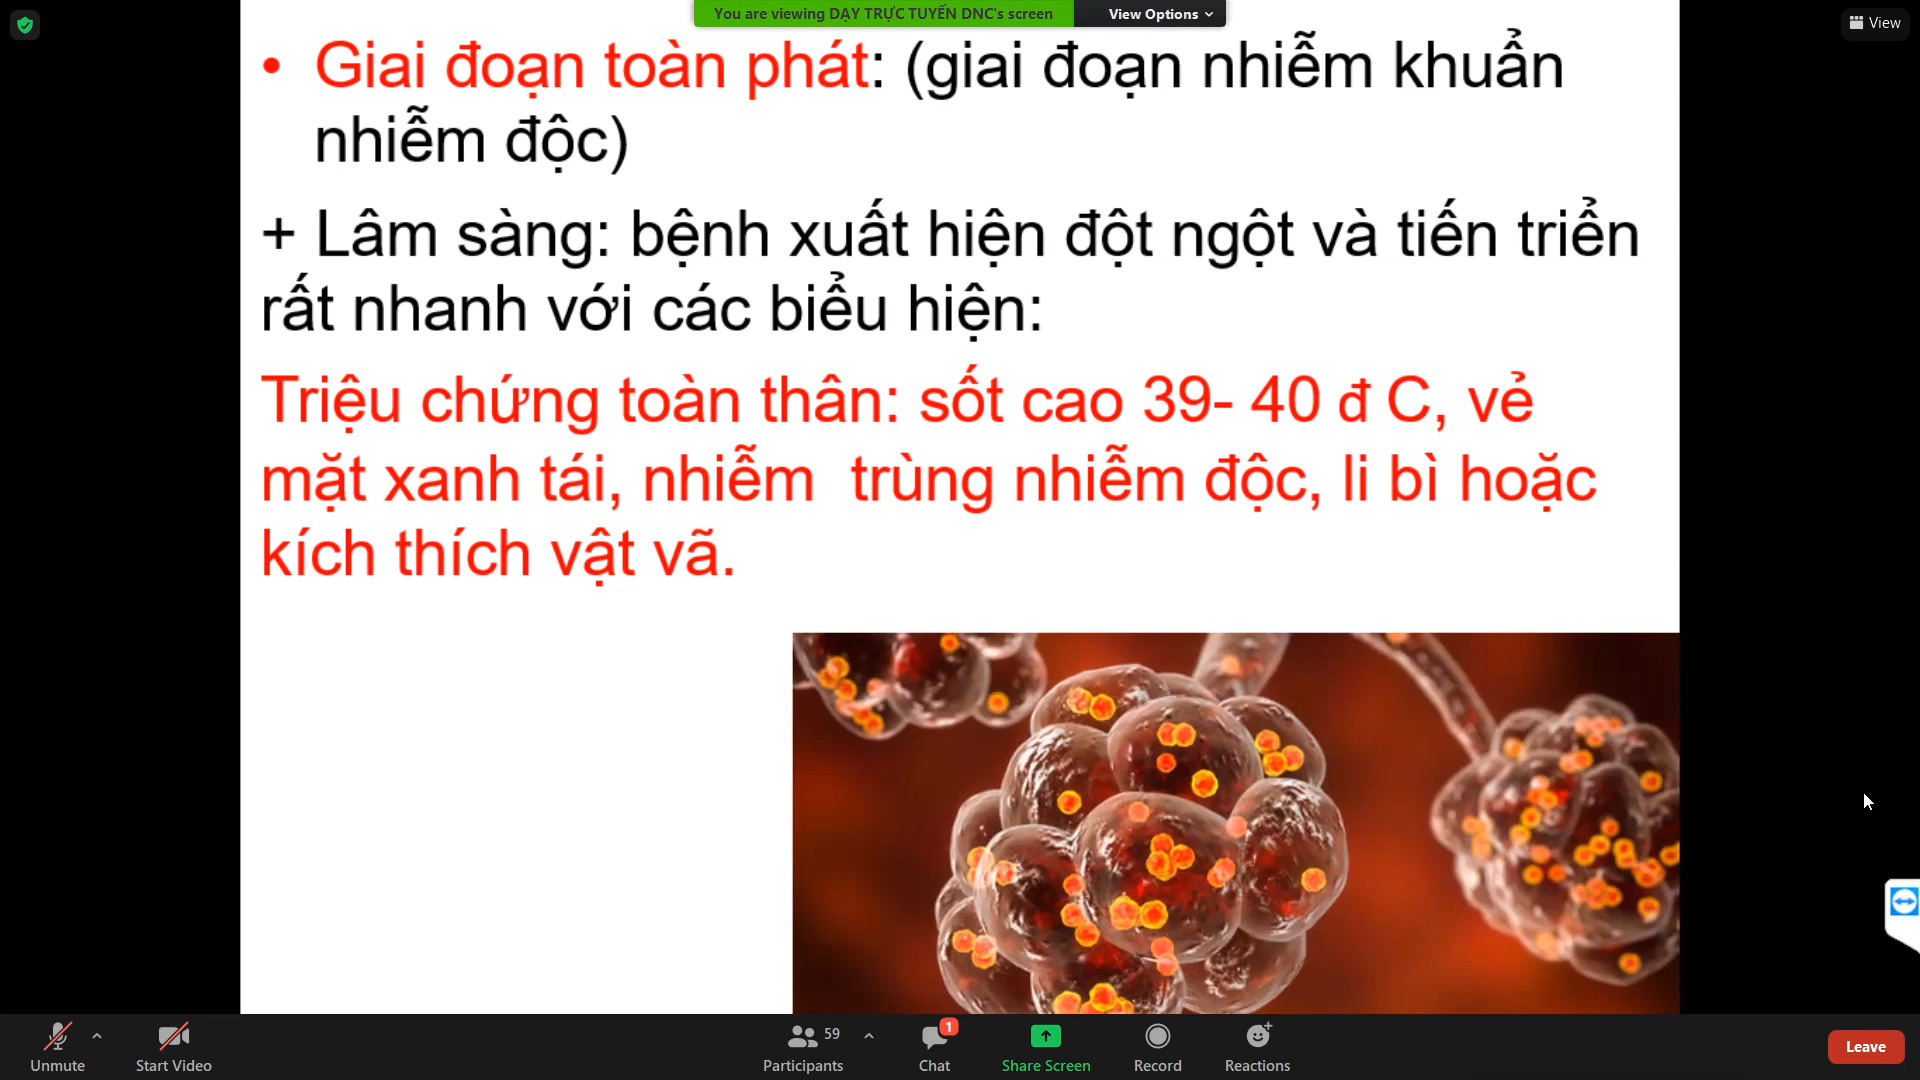 You are viewing DẠY TRỰC TUYẾN DNC's screen
View Options
View
• Giai đoạn toàn phát: (giai đoạn nhiễm khuẩn
nhiễm độc)
+ Lâm sàng: bệnh xuất hiện đột ngột và tiến triển
rất nhanh với các biểu hiện:
Triệu chứng toàn thân: sốt cao 39- 40 đ C, vẻ
mặt xanh tái, nhiễm  trùng nhiễm độc, li bì hoặc
kích thích vật vã.
59
1
Unmute
Start Video
Participants
Chat
Share Screen
Record
Reactions
Leave